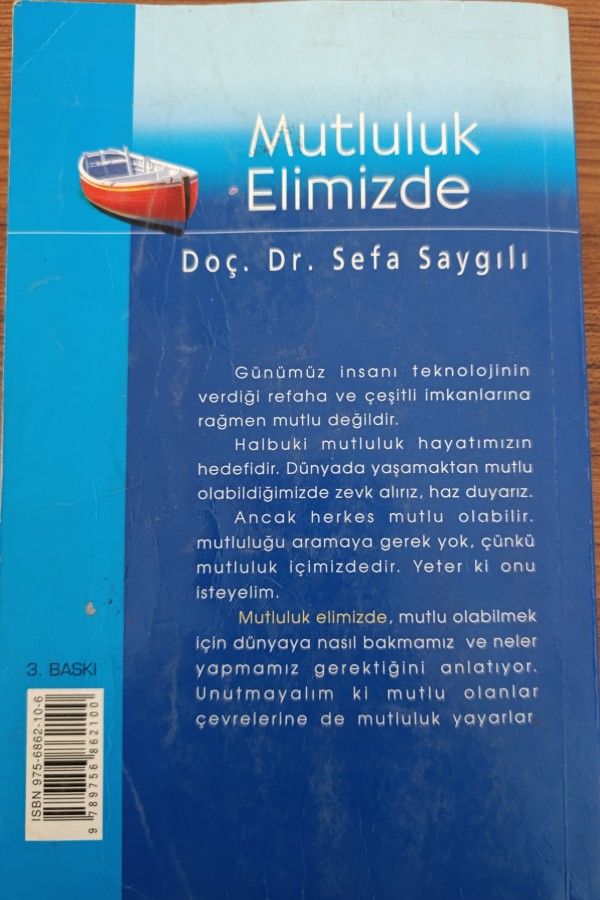 Mutluluk
Elimizde
Doç. Dr. Sefa Saygılı
Günümüz insanı teknolojinin
verdiği refaha ve çeşitli imkanlarına
rağmen mutlu değildir.
Halbuki mutluluk hayatımızın
hedefidir. Dünyada yaşamaktan mutlu
olabildiğimizde zevk alırız, haz duyarız.
Ancak herkes mutlu olabilir.
mutluluğu aramaya gerek yok, çünkü
mutluluk içimizdedir. Yeter ki onu
isteyelim.
Mutluluk elimizde, mutlu olabilmek
için dünyaya nasıl bakmamız ve neler
yapmamız gerektiğini anlatıyor.
Unutmayalım ki mutlu olanlar
çevrelerine de mutluluk yayarlar
3. BASKI
ISBN 975-6862-10-6
9 789756 862100